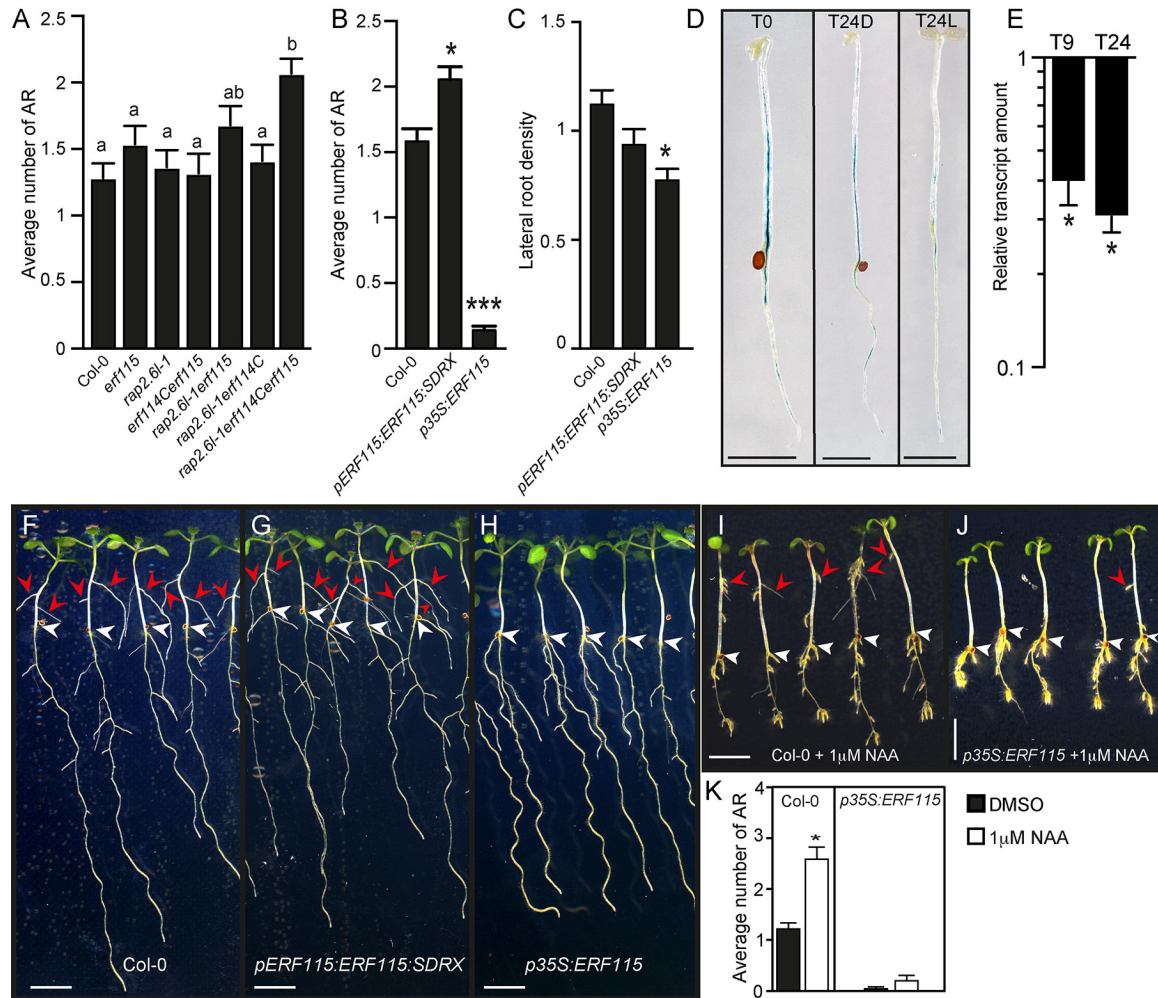 A
Average number of AR
2.5
2
1.5
1
1.5
0
a
a
a
a
ab
a
b
Col-0
erf115
rap2.6l-1
erf114Cerf115
rap2.6l-1erf115
rap2.6l-1erf114C
rap2.6l-1erf114Cerf115
B
Average number of AR
2.5
2
1.5
1
1.5
0
*
***
Col-0
pERF115:ERF115:SDRX
p35S:ERF115
C
Lateral root density
1.5
1
0.5
0
*
Col-0
pERF115:ERF115:SDRX
p35S:ERF115
D
T0
T24D
T24L
E
T9
T24
Relative transcript amount
1
0.1
*
*
F
Col-0
G
pERF115:ERF115:SDRX
H
p35S:ERF115
I
Col-0 + 1μM NAA
J
p35S:ERF115 +1μM NAA
K
Col-0
p35S:ERF115
Average number of AR
4
3
2
1
0
*
DMSO
1μM NAA